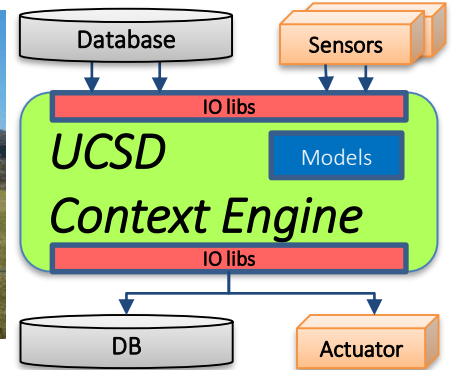 Database
Sensors
IO libs
UCSD
Models
Context Engine
IO libs
DB
Actuator